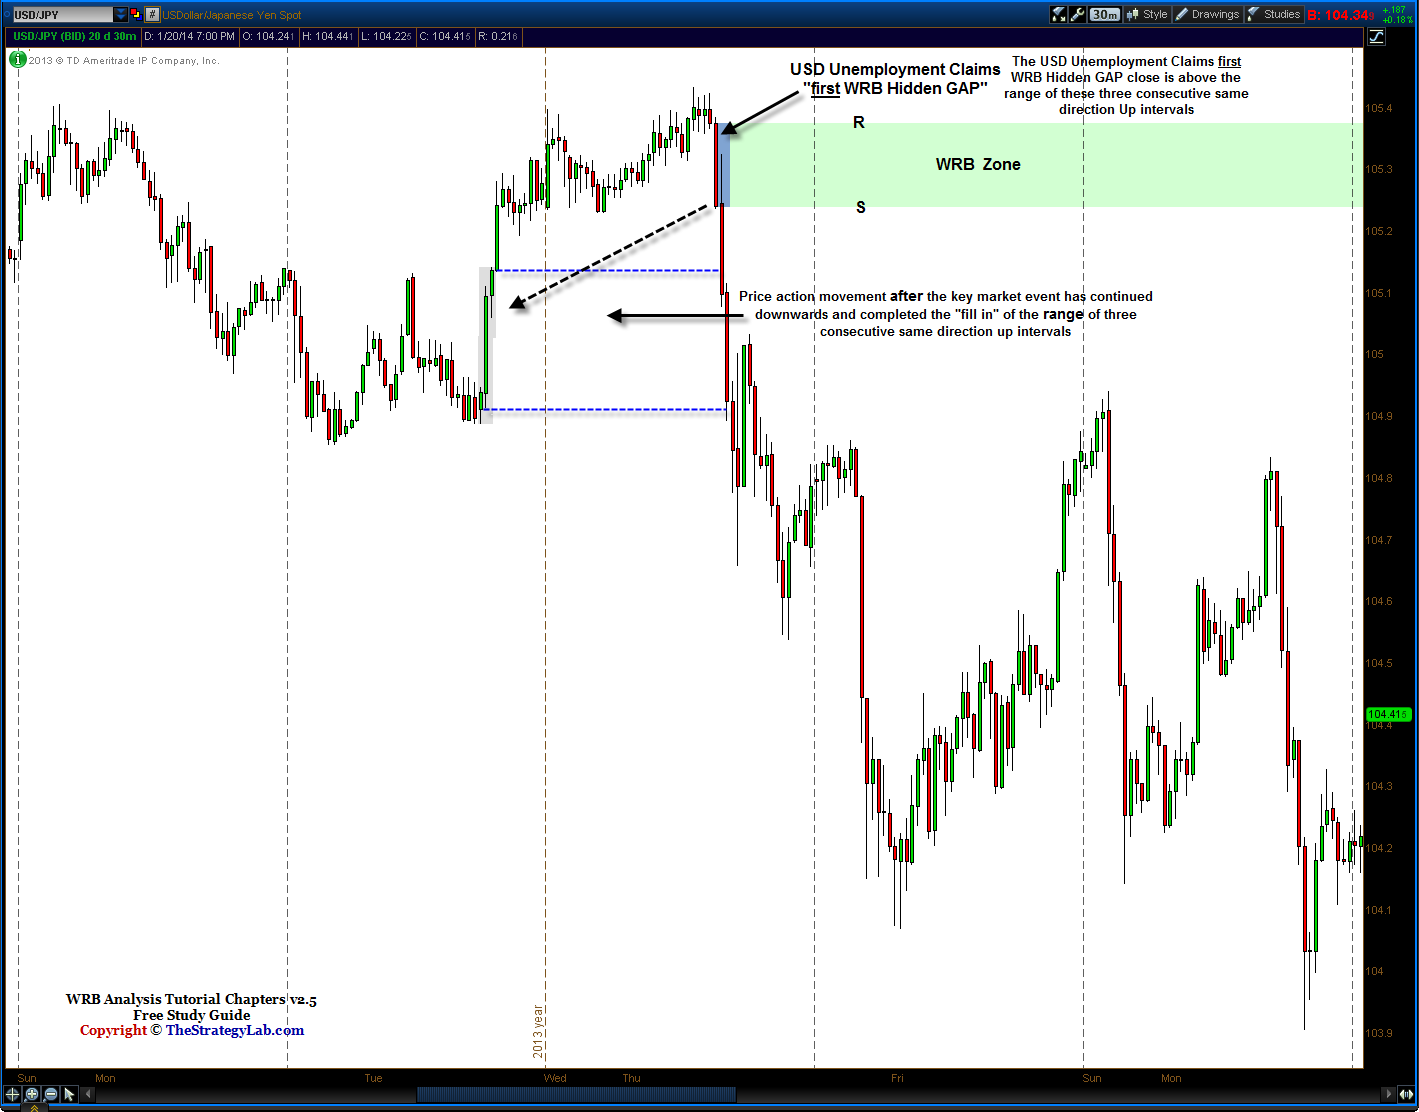 USD/JPY
#
USDollar/Japanese Yen Spot
30m
Style
Drawings
Studies
B: 104.349
+.187
+0.18%
USD/JPY (BID) 20 d 30m
D: 1/20/14 7:00 PM
O: 104.241
H: 104.441
L: 104.225
C: 104.415
R: 0.216
i
2013 © TD Ameritrade IP Company, Inc.
USD Unemployment Claims
"first WRB Hidden GAP"
The USD Unemployment Claims first
WRB Hidden GAP close is above the
range of these three consecutive same
direction Up intervals
R
WRB Zone
S
Price action movement after the key market event has continued
downwards and completed the "fill in" of the range of three
consecutive same direction up intervals
105.4
105.3
105.2
105.1
105
104.9
104.8
104.7
104.6
104.5
104.415
104.4
104.3
104.2
104.1
104
103.9
2013 year
WRB Analysis Tutorial Chapters v2.5
Free Study Guide
Copyright © TheStrategyLab.com
Sun
Mon
Tue
Wed
Thu
Fri
Sun
Mon